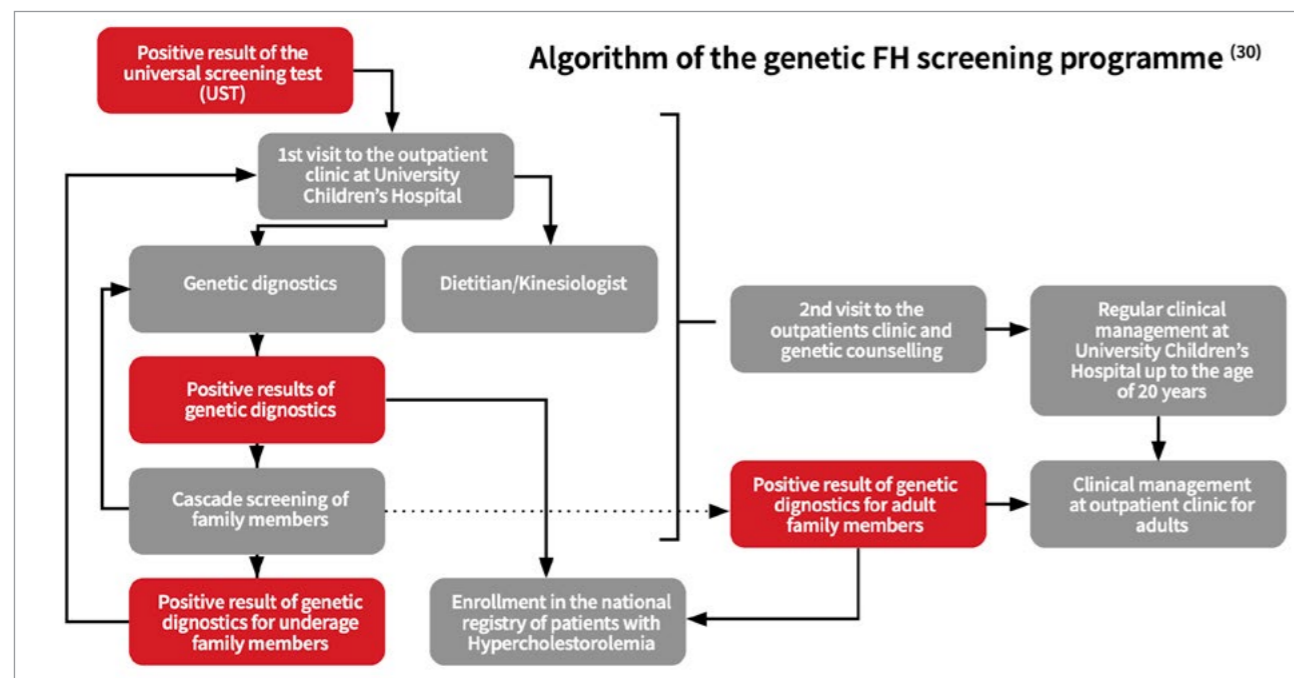 Algorithm of the genetic FH screening programme (30)
Positive result of the
universal screening test
(UST)
1st visit to the outpatient
clinic at University
Children's Hospital
Genetic dignostics
Dietitian/Kinesiologist
Positive results of
genetic dignostics
Cascade screening of
family members
Positive result of genetic
dignostics for underage
family members
Enrollment in the national
registry of patients with
Hypercholestorolemia
2nd visit to the
outpatients clinic and
genetic counselling
Regular clinical
management at
University Children's
Hospital up to the age
of 20 years
Positive result of genetic
dignostics for adult
family members
Clinical management
at outpatient clinic for
adults